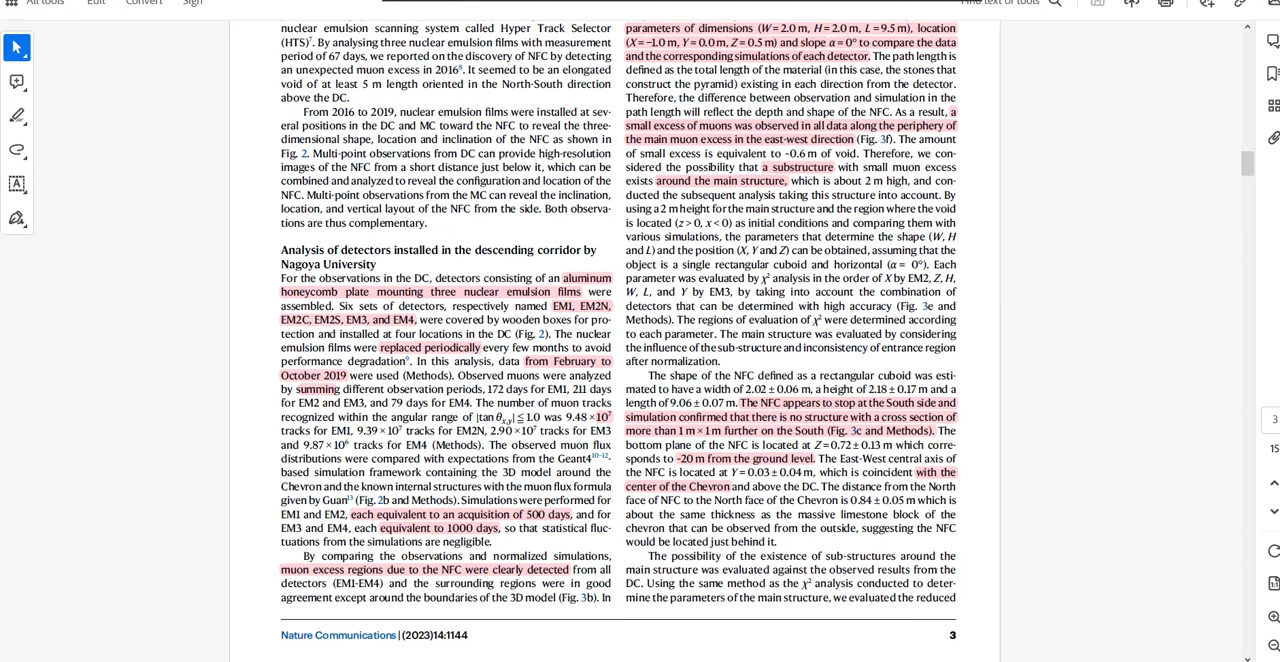 All tools
Edit
Convert
Sign
Find text or tools
nuclear emulsion scanning system called Hyper Track Selector
(HTS)7. By analysing three nuclear emulsion films with measurement
period of 67 days, we reported on the discovery of NFC by detecting
an unexpected muon excess in 20168. It seemed to be an elongated
void of at least 5 m length oriented in the North-South direction
above the DC.
From 2016 to 2019, nuclear emulsion films were installed at sev-
eral positions in the DC and MC toward the NFC to reveal the three-
dimensional shape, location and inclination of the NFC as shown in
Fig. 2. Multi-point observations from DC can provide high-resolution
images of the NFC from a short distance just below it, which can be
combined and analyzed to reveal the configuration and location of the
NFC. Multi-point observations from the MC can reveal the inclination,
location, and vertical layout of the NFC from the side. Both observa-
tions are thus complementary.
Analysis of detectors installed in the descending corridor by
Nagoya University
For the observations in the DC, detectors consisting of an aluminum
honeycomb plate mounting three nuclear emulsion films were
assembled. Six sets of detectors, respectively named EM1, EM2N,
EM2C, EM2S, EM3, and EM4, were covered by wooden boxes for pro-
tection and installed at four locations in the DC (Fig. 2). The nuclear
emulsion films were replaced periodically every few months to avoid
performance degradation9. In this analysis, data from February to
October 2019 were used (Methods). Observed muons were analyzed
by summing different observation periods, 172 days for EM1, 211 days
for EM2 and EM3, and 79 days for EM4. The number of muon tracks
recognized within the angular range of |tan θx,y| ≦ 1.0 was 9.48 × 10⁷
tracks for EM1, 9.39 × 10⁷ tracks for EM2N, 2.90 × 10⁷ tracks for EM3
and 9.87 × 10⁶ tracks for EM4 (Methods). The observed muon flux
distributions were compared with expectations from the Geant410–12-
based simulation framework containing the 3D model around the
Chevron and the known internal structures with the muon flux formula
given by Guan13 (Fig. 2b and Methods). Simulations were performed for
EM1 and EM2, each equivalent to an acquisition of 500 days, and for
EM3 and EM4, each equivalent to 1000 days, so that statistical fluc-
tuations from the simulations are negligible.
By comparing the observations and normalized simulations,
muon excess regions due to the NFC were clearly detected from all
detectors (EM1-EM4) and the surrounding regions were in good
agreement except around the boundaries of the 3D model (Fig. 3b). In
parameters of dimensions (W = 2.0 m, H = 2.0 m, L = 9.5 m), location
(X = −1.0 m, Y = 0.0 m, Z = 0.5 m) and slope α = 0° to compare the data
and the corresponding simulations of each detector. The path length is
defined as the total length of the material (in this case, the stones that
construct the pyramid) existing in each direction from the detector.
Therefore, the difference between observation and simulation in the
path length will reflect the depth and shape of the NFC. As a result, a
small excess of muons was observed in all data along the periphery of
the main muon excess in the east-west direction (Fig. 3f). The amount
of small excess is equivalent to ~0.6 m of void. Therefore, we con-
sidered the possibility that a substructure with small muon excess
exists around the main structure, which is about 2 m high, and con-
ducted the subsequent analysis taking this structure into account. By
using a 2 m height for the main structure and the region where the void
is located (z > 0, x < 0) as initial conditions and comparing them with
various simulations, the parameters that determine the shape (W, H
and L) and the position (X, Y and Z) can be obtained, assuming that the
object is a single rectangular cuboid and horizontal (α = 0°). Each
parameter was evaluated by χ² analysis in the order of X by EM2, Z, H,
W, L, and Y by EM3, by taking into account the combination of
detectors that can be determined with high accuracy (Fig. 3e and
Methods). The regions of evaluation of χ² were determined according
to each parameter. The main structure was evaluated by considering
the influence of the sub-structure and inconsistency of entrance region
after normalization.
The shape of the NFC defined as a rectangular cuboid was esti-
mated to have a width of 2.02 ± 0.06 m, a height of 2.18 ± 0.17 m and a
length of 9.06 ± 0.07 m. The NFC appears to stop at the South side and
simulation confirmed that there is no structure with a cross section of
more than 1 m × 1 m further on the South (Fig. 3c and Methods). The
bottom plane of the NFC is located at Z = 0.72 ± 0.13 m which corre-
sponds to ~20 m from the ground level. The East-West central axis of
the NFC is located at Y = 0.03 ± 0.04 m, which is coincident with the
center of the Chevron and above the DC. The distance from the North
face of NFC to the North face of the Chevron is 0.84 ± 0.05 m which is
about the same thickness as the massive limestone block of the
chevron that can be observed from the outside, suggesting the NFC
would be located just behind it.
The possibility of the existence of sub-structures around the
main structure was evaluated against the observed results from the
DC. Using the same method as the χ² analysis conducted to deter-
mine the parameters of the main structure, we evaluated the reduced
Nature Communications | (2023)14:1144
3
3
15